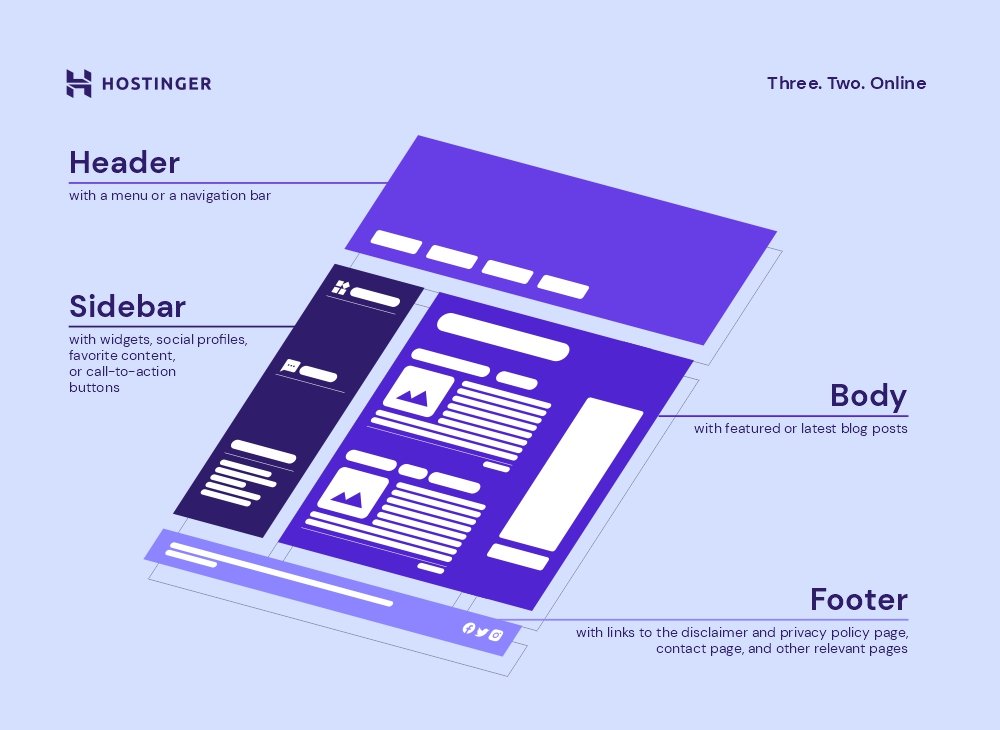 HOSTINGER
Three. Two. Online
Header
with a menu or a navigation bar
Sidebar
with widgets, social profiles,
favorite content,
or call-to-action
buttons
Body
with featured or latest blog posts
Footer
with links to the disclaimer and privacy policy page,
contact page, and other relevant pages